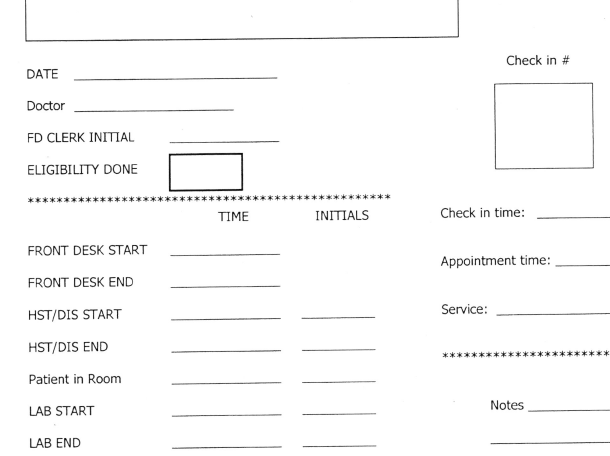 DATE
Doctor
FD CLERK INITIAL
ELIGIBILITY DONE
*****************************************************
TIME INITIALS
FRONT DESK START
FRONT DESK END
HST/DIS START
HST/DIS END
Patient in Room
LAB START
LAB END
Check in #
Check in time:
Appointment time:
Service:
***********************
Notes